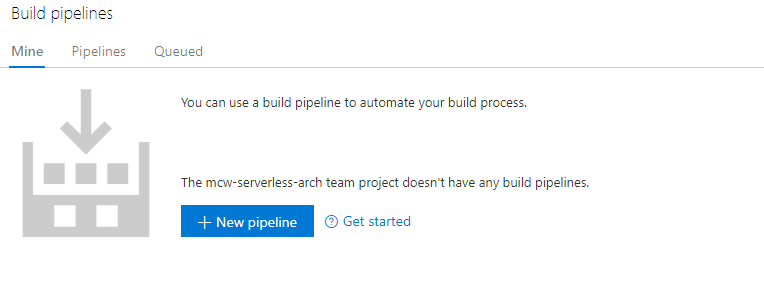 Build pipelines
Mine Pipelines Queued
You can use a build pipeline to automate your build process.
The mcw-serverless-arch team project doesn't have any build pipelines.
+ New pipeline ? Get started